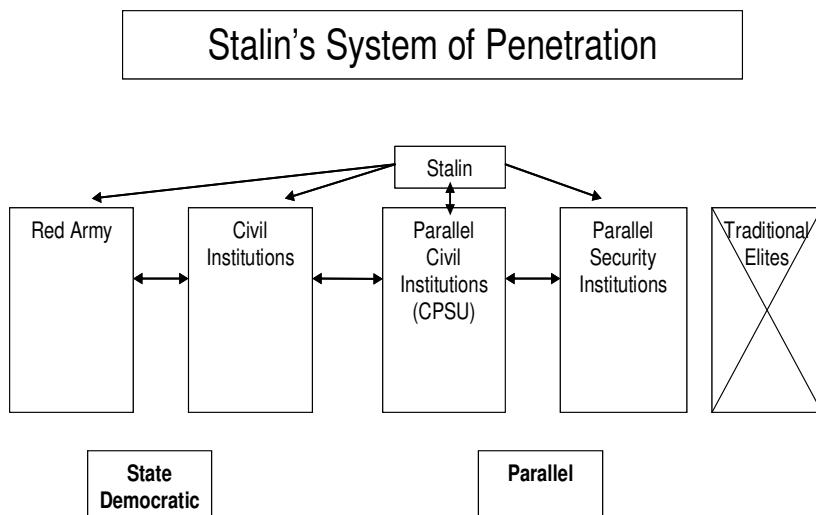 Stalin's System of Penetration
Stalin
Red Army
Civil
Institutions
Parallel
Civil
Institutions
(CPSU)
Parallel
Security
Institutions
Traditional
Elites
State
Democratic
Parallel